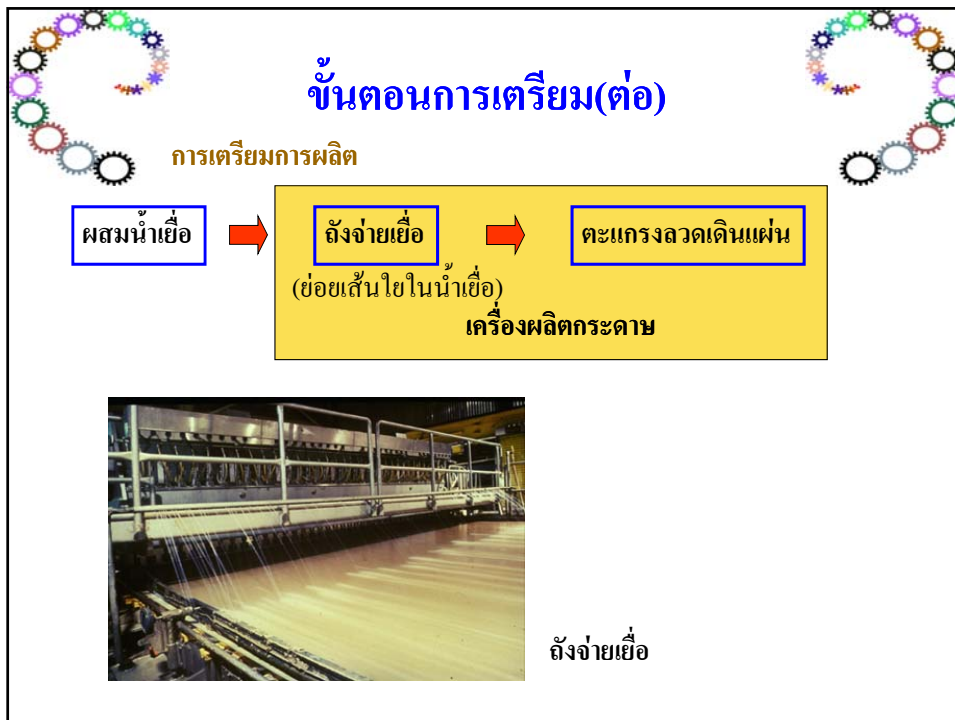 ขั้นตอนการเตรียม(ต่อ)
การเตรียมการผลิต
ผสมน้ำเยื่อ
ถังจ่ายเยื่อ
ตะแกรงลวดเดินแผ่น
(ย่อยเส้นใยในน้ำเยื่อ)
เครื่องผลิตกระดาษ
ถังจ่ายเยื่อ